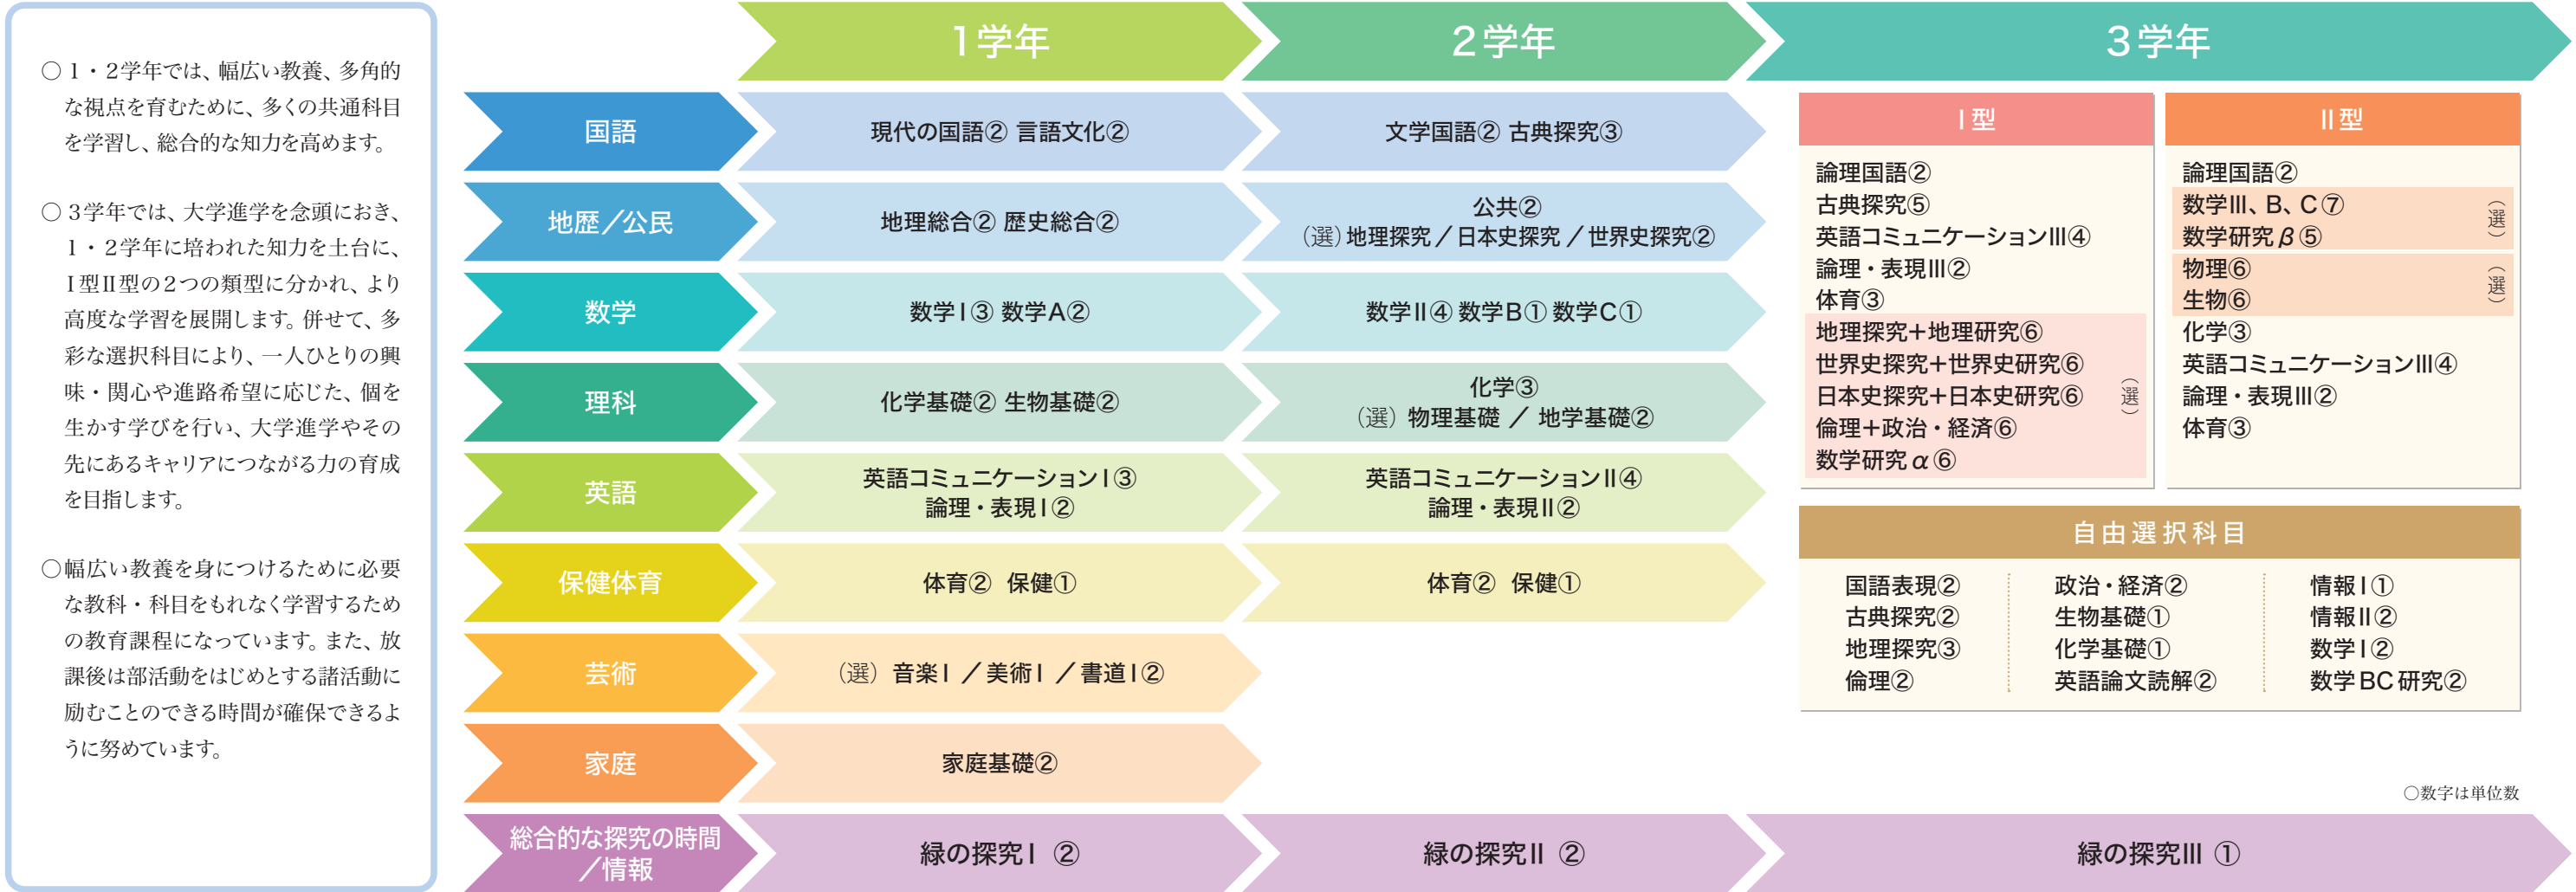 ○ 1・2学年では、幅広い教養、多角的
な視点を育むために、多くの共通科目
を学習し、総合的な知力を高めます。
○ 3学年では、大学進学を念頭におき、
1・2学年に培われた知力を土台に、
Ⅰ型Ⅱ型の2つの類型に分かれ、より
高度な学習を展開します。併せて、多
彩な選択科目により、一人ひとりの興
味・関心や進路希望に応じた、個を
生かす学びを行い、大学進学やその
先にあるキャリアにつながる力の育成
を目指します。
○幅広い教養を身につけるために必要
な教科・科目をもれなく学習するため
の教育課程になっています。また、放
課後は部活動をはじめとする諸活動に
励むことのできる時間が確保できるよ
うに努めています。
1学年
2学年
3学年
国語
現代の国語② 言語文化②
文学国語② 古典探究③
地歴／公民
地理総合② 歴史総合②
公共②
（選）地理探究／日本史探究／世界史探究②
数学
数学Ⅰ③ 数学A②
数学Ⅱ④ 数学B① 数学C①
理科
化学基礎② 生物基礎②
化学③
（選）物理基礎 ／ 地学基礎②
英語
英語コミュニケーションⅠ③
論理・表現Ⅰ②
英語コミュニケーションⅡ④
論理・表現Ⅱ②
保健体育
体育② 保健①
体育② 保健①
芸術
（選）音楽Ⅰ ／美術Ⅰ ／書道Ⅰ②
家庭
家庭基礎②
総合的な探究の時間
／情報
緑の探究Ⅰ ②
緑の探究Ⅱ ②
緑の探究Ⅲ ①
Ⅰ型
論理国語②
古典探究⑤
英語コミュニケーションⅢ④
論理・表現Ⅲ②
体育③
地理探究+地理研究⑥
世界史探究+世界史研究⑥
日本史探究+日本史研究⑥
倫理+政治・経済⑥
数学研究α⑥
（選）
Ⅱ型
論理国語②
数学Ⅲ、B、C⑦
数学研究β⑤
（選）
物理⑥
生物⑥
（選）
化学③
英語コミュニケーションⅢ④
論理・表現Ⅲ②
体育③
自由選択科目
国語表現②
古典探究②
地理探究③
倫理②
政治・経済②
生物基礎①
化学基礎①
英語論文読解②
情報Ⅰ①
情報Ⅱ②
数学Ⅰ②
数学BC研究②
○数字は単位数